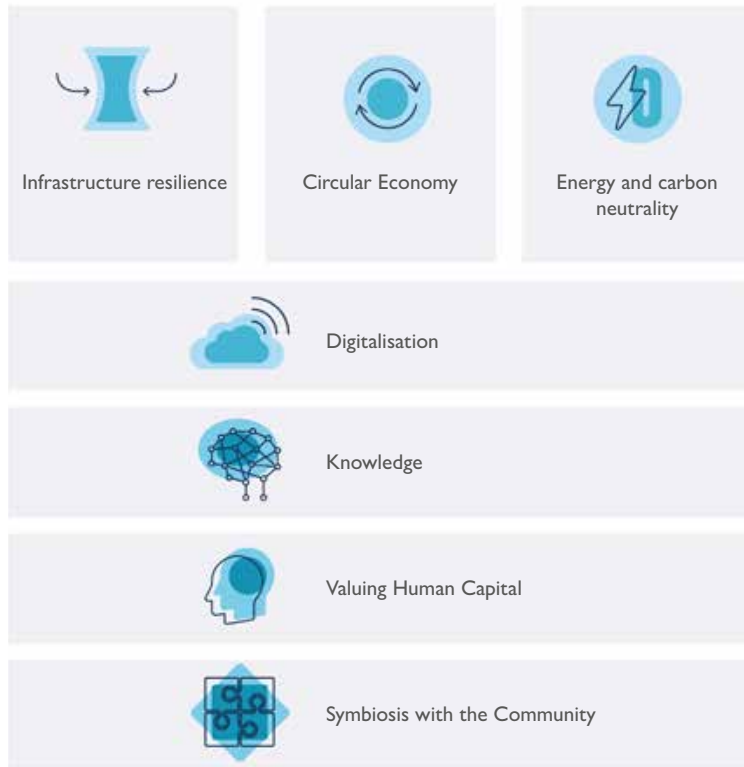 Infrastructure resilience
Circular Economy
Energy and carbon
neutrality
Digitalisation
Knowledge
Valuing Human Capital
Symbiosis with the Community